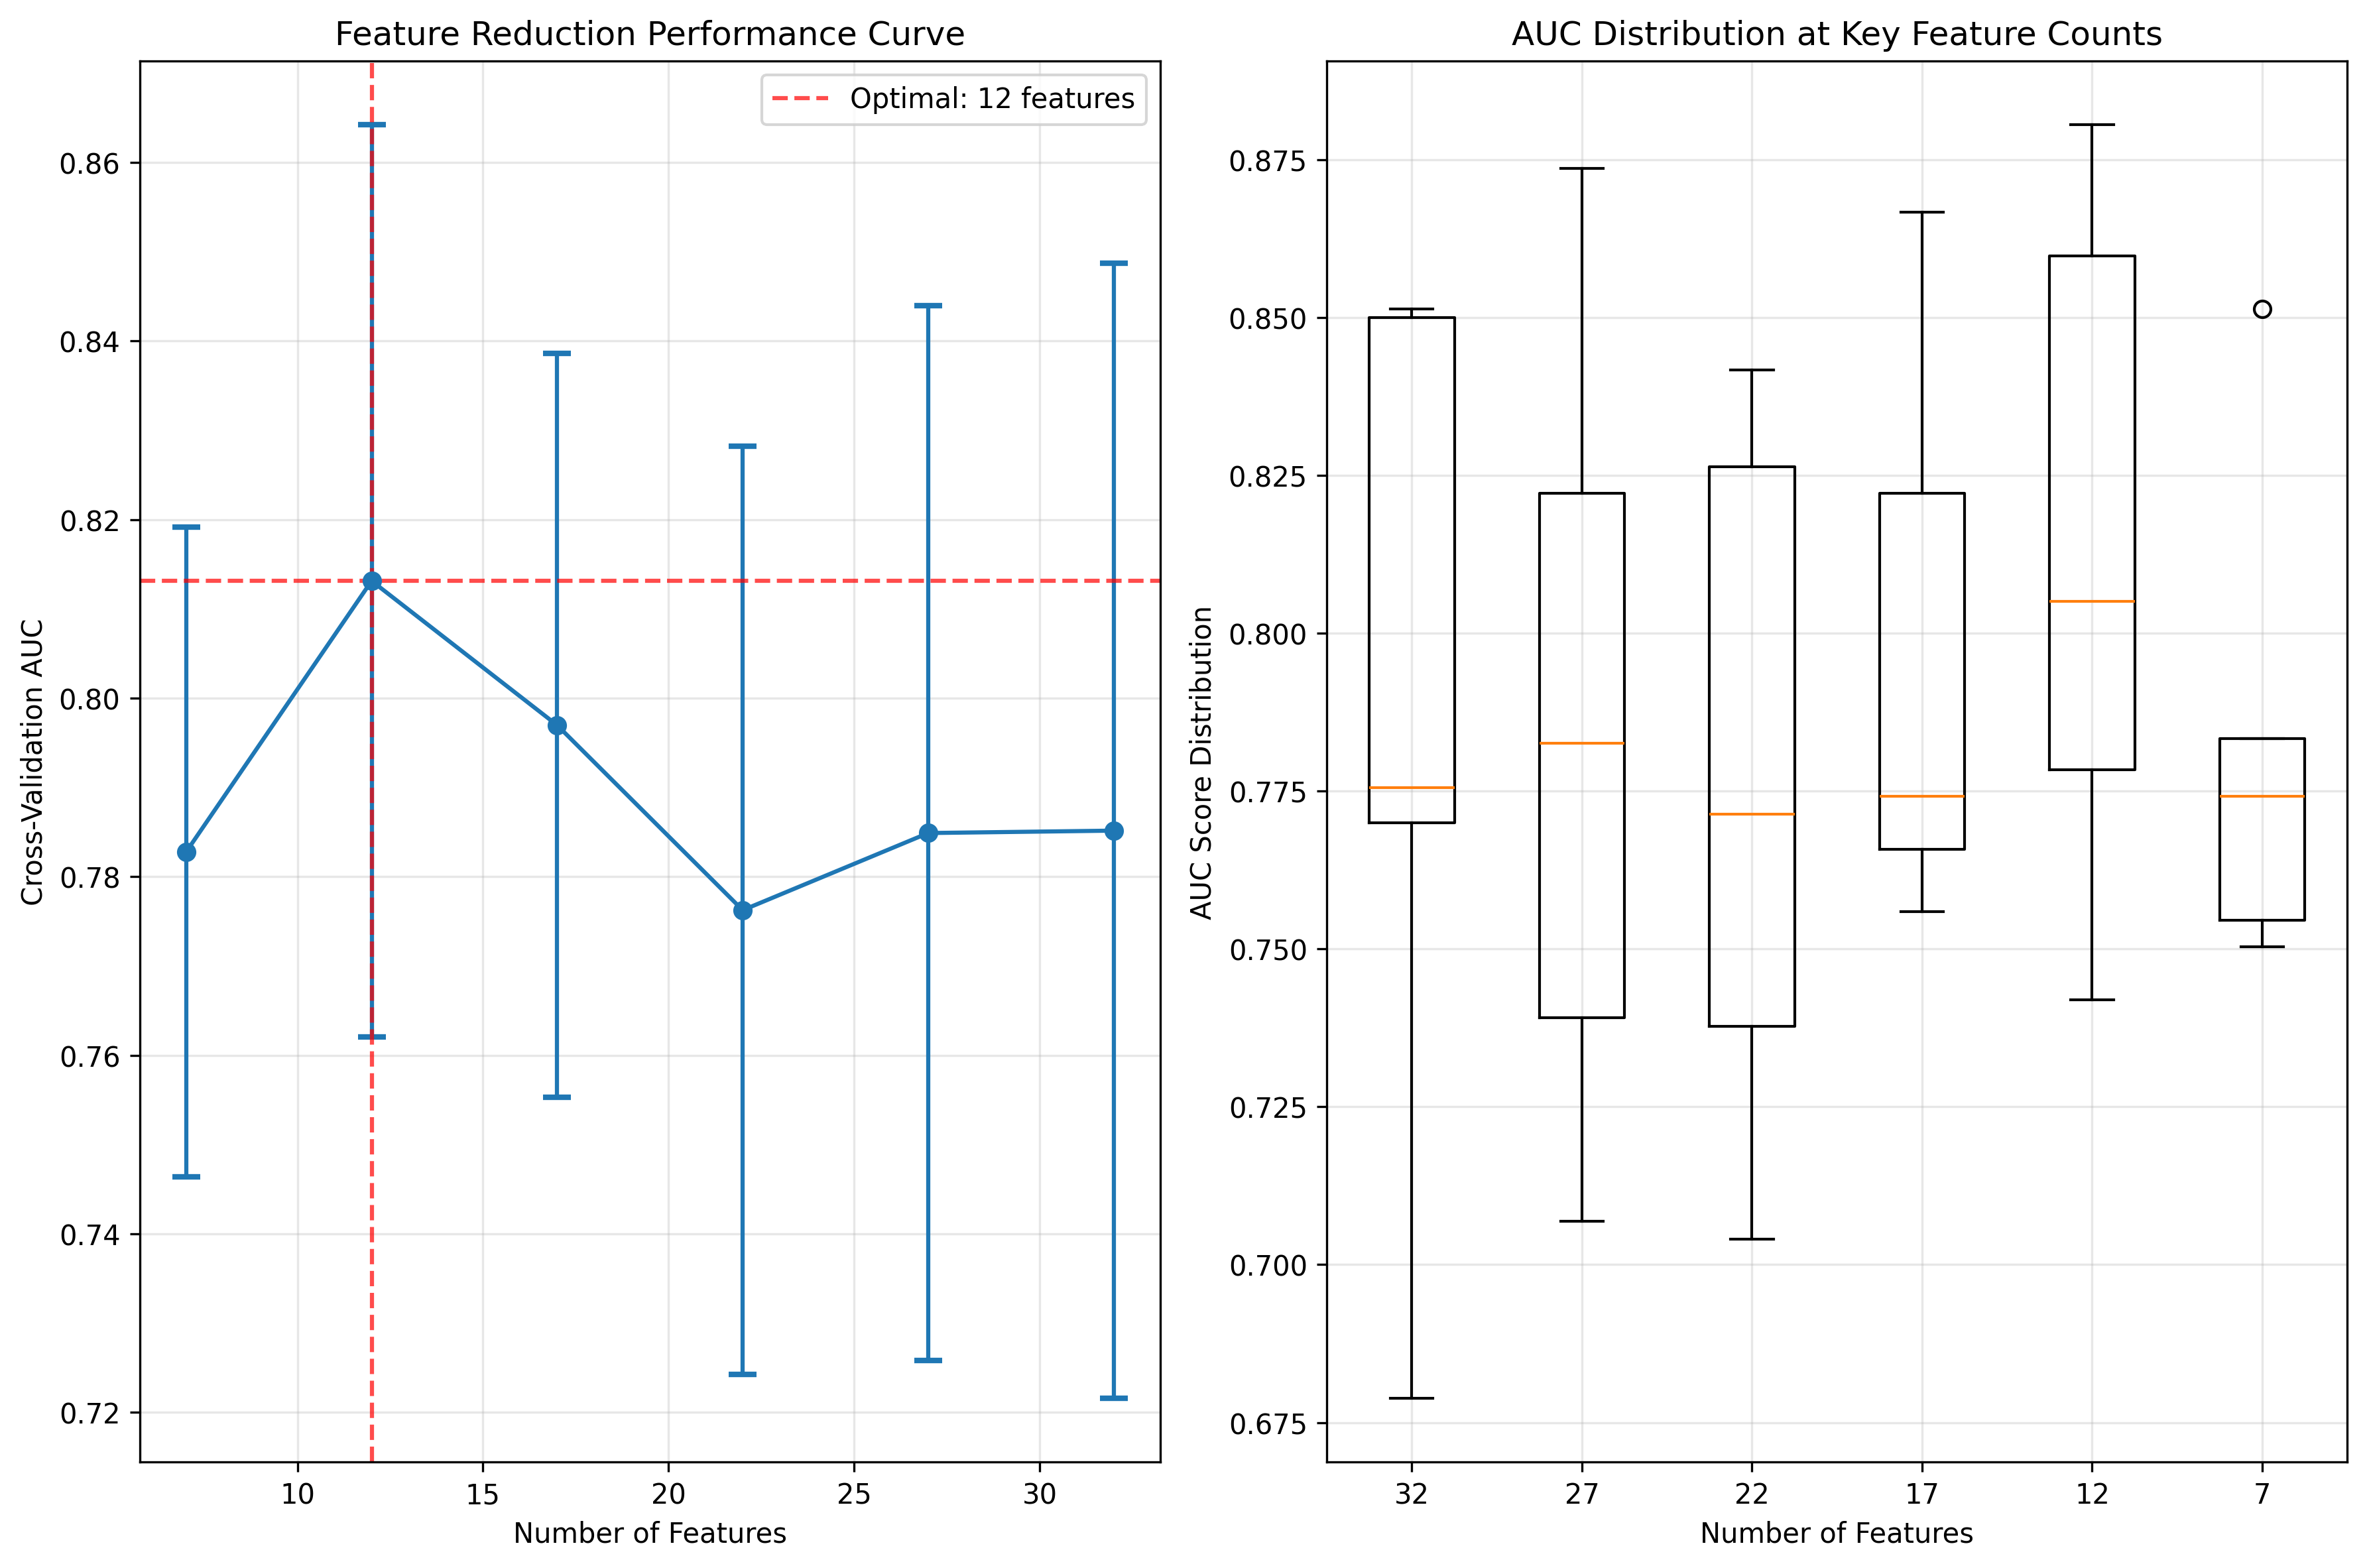 Feature Reduction Performance Curve
Optimal: 12 features
Cross-Validation AUC
0.86
0.84
0.82
0.80
0.78
0.76
0.74
0.72
10 15 20 25 30
Number of Features
AUC Distribution at Key Feature Counts
AUC Score Distribution
0.875
0.850
0.825
0.800
0.775
0.750
0.725
0.700
0.675
32 27 22 17 12 7
Number of Features